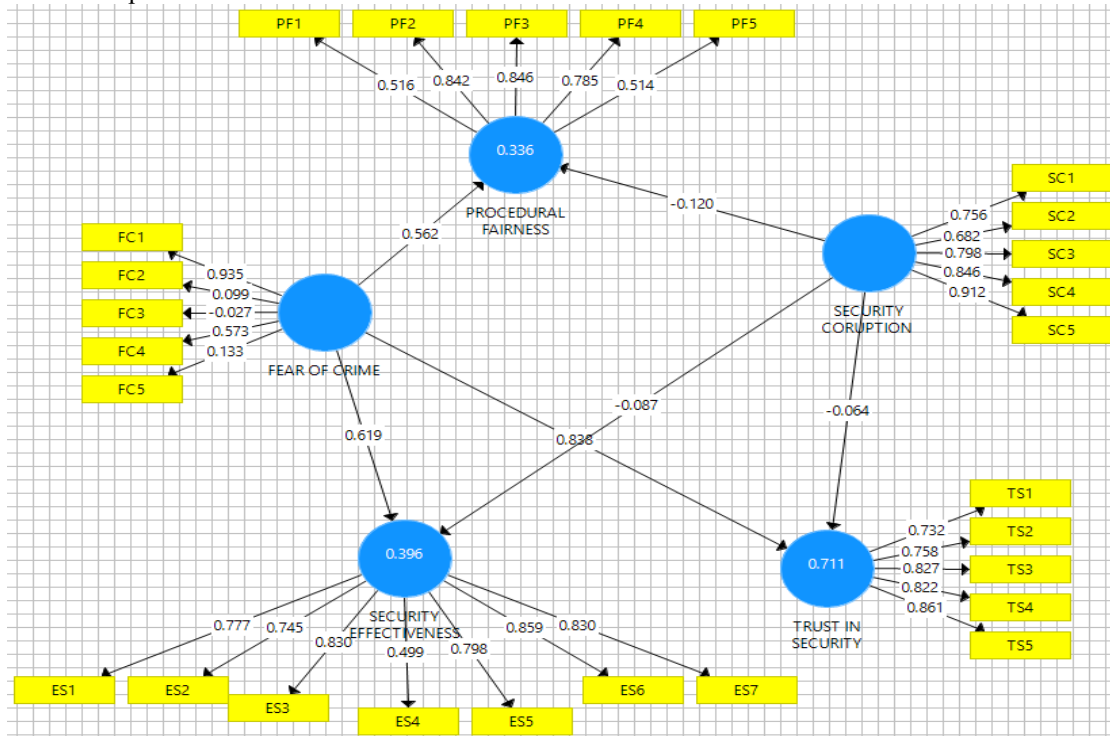 PF1
PF2
PF3
PF4
PF5
0.516
0.842
0.846
0.785
0.514
0.336
PROCEDURAL
FAIRNESS
-0.120
0.562
SC1
SC2
SC3
SC4
SC5
0.756
0.682
0.798
0.846
0.912
SECURITY
CORUPTION
FC1
FC2
FC3
FC4
FC5
0.935
0.099
-0.027
0.573
0.133
FEAR OF CRIME
-0.087
-0.064
0.619
0.838
TS1
TS2
TS3
TS4
TS5
0.732
0.758
0.827
0.822
0.861
0.711
TRUST IN
SECURITY
0.396
SECURITY
EFFECTIVENESS
0.777
0.745
0.830
0.499
0.798
0.859
0.830
ES1
ES2
ES3
ES4
ES5
ES6
ES7